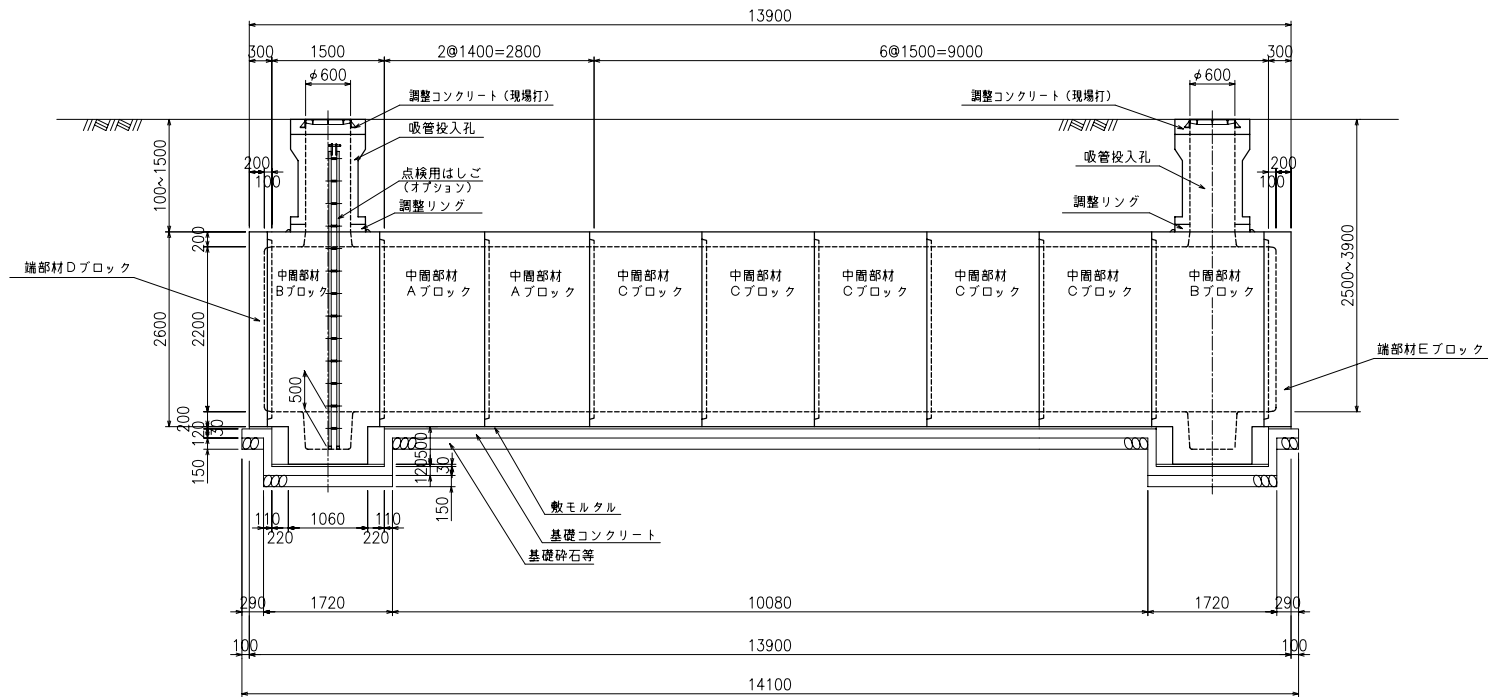 13900
300
1500
2@1400=2800
6@1500=9000
300
φ600
φ600
調整コンクリート(現場打)
調整コンクリート(現場打)
吸管投入孔
吸管投入孔
点検用はしご
(オプション)
調整リング
調整リング
200
100
200
100
100~1500
2500~3900
200
2600
2200
500
200
120
30
150
端部材Dブロック
中間部材
Bブロック
中間部材
Aブロック
中間部材
Aブロック
中間部材
Cブロック
中間部材
Cブロック
中間部材
Cブロック
中間部材
Cブロック
中間部材
Cブロック
中間部材
Bブロック
端部材Eブロック
500
120
30
150
敷モルタル
基礎コンクリート
基礎砕石等
110
1060
110
220
220
290
1720
10080
1720
290
100
13900
100
14100